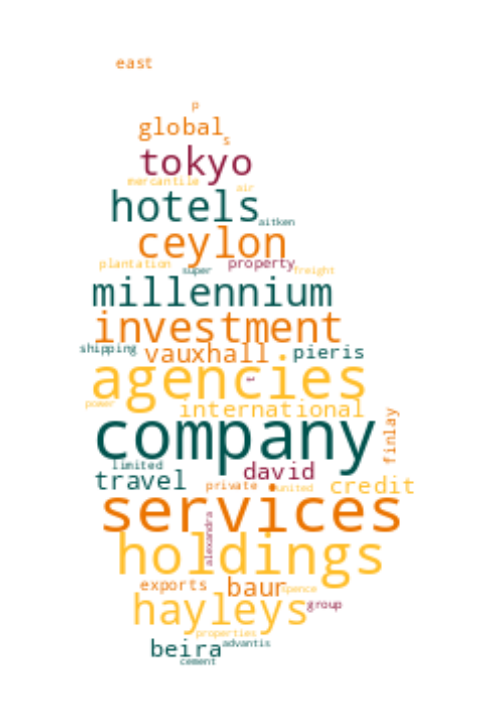 east
p
global
s
tokyo
mercantile
air
hotels
aitken
ceylon
plantation
super
property
freight
millennium
investment
shipping
vauxhall
pieris
agencies
power
international
company
finlay
limited
david
travel
private
united
credit
services
alexandra
holdings
exports
baur
spence
hayleys
group
properties
beira
advantis
cement